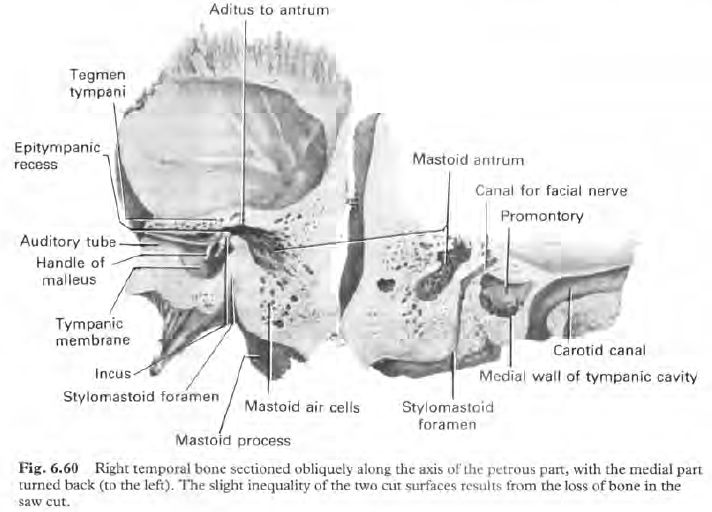 Aditus to antrum
Tegmen
tympani
Epitympanic
recess
Mastoid antrum
Canal for facial nerve
Promontory
Auditory tube
Handle of
malleus
Tympanic
membrane
Carotid canal
Incus
Medial wall of tympanic cavity
Stylomastoid foramen
Mastoid air cells
Stylomastoid
foramen
Mastoid process
Fig. 6.60 Right temporal bone sectioned obliquely along the axis of the petrous part, with the medial part
turned back (to the left). The slight inequality of the two cut surfaces results from the loss of bone in the
saw cut.